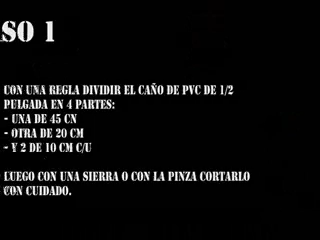 SO 1
CON UNA REGLA DIVIDIR EL CAÑO DE PVC DE 1/2
PULGADA EN 4 PARTES:
- UNA DE 45 CN
- OTRA DE 20 CM
- Y 2 DE 10 CM C/U
LUEGO CON UNA SIERRA O CON LA PINZA CORTARLO
CON CUIDADO.